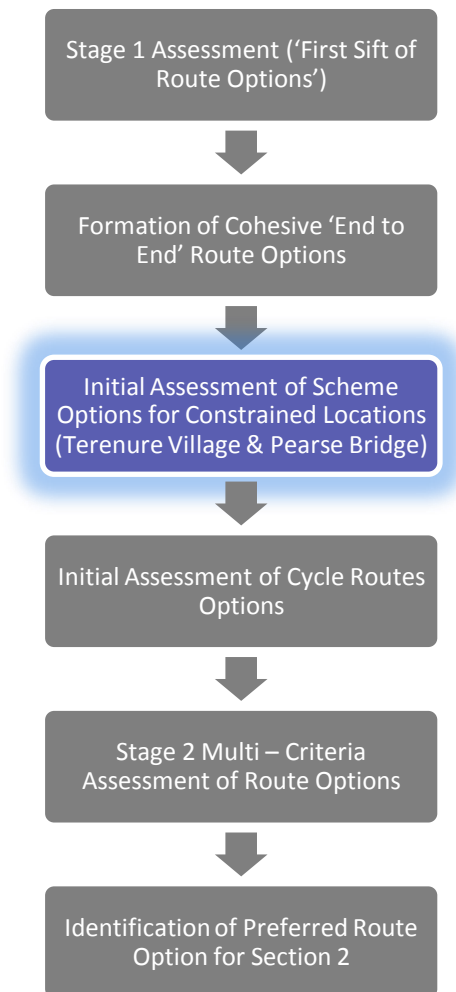 Stage 1 Assessment (‘First Sift of
Route Options’)
Formation of Cohesive ‘End to
End’ Route Options
Initial Assessment of Scheme
Options for Constrained Locations
(Terenure Village & Pearse Bridge)
Initial Assessment of Cycle Routes
Options
Stage 2 Multi – Criteria
Assessment of Route Options
Identification of Preferred Route
Option for Section 2